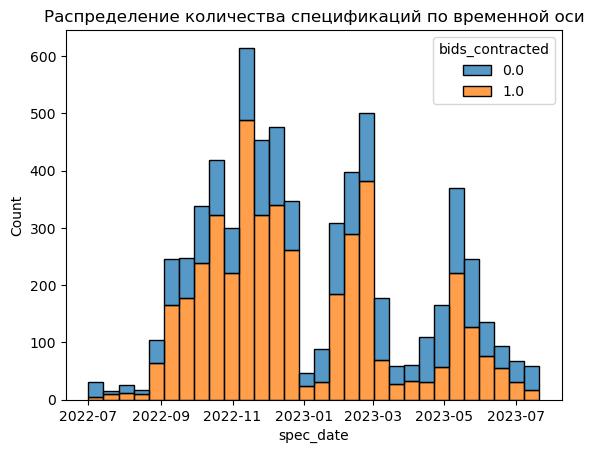 Распределение количества спецификаций по временной оси
bids_contracted
0.0
1.0
600
500
400
300
200
100
0
Count
2022-07 2022-09 2022-11 2023-01 2023-03 2023-05 2023-07
spec_date